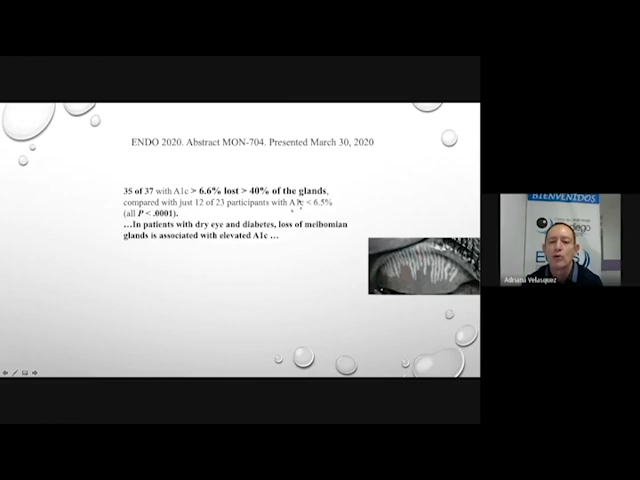 ENDO 2020. Abstract MON-704. Presented March 30, 2020
35 of 37 with A1c > 6.6% lost > 40% of the glands,
compared with just 12 of 23 participants with A1c < 6.5%
(all P < .0001).
…In patients with dry eye and diabetes, loss of meibomian
glands is associated with elevated A1c …
BIENVENIDOS
Adriana Velasquez